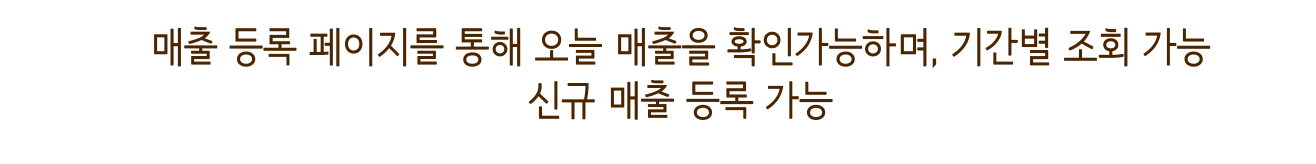 매출 등록 페이지를 통해 오늘 매출을 확인가능하며, 기간별 조회 가능
신규 매출 등록 가능